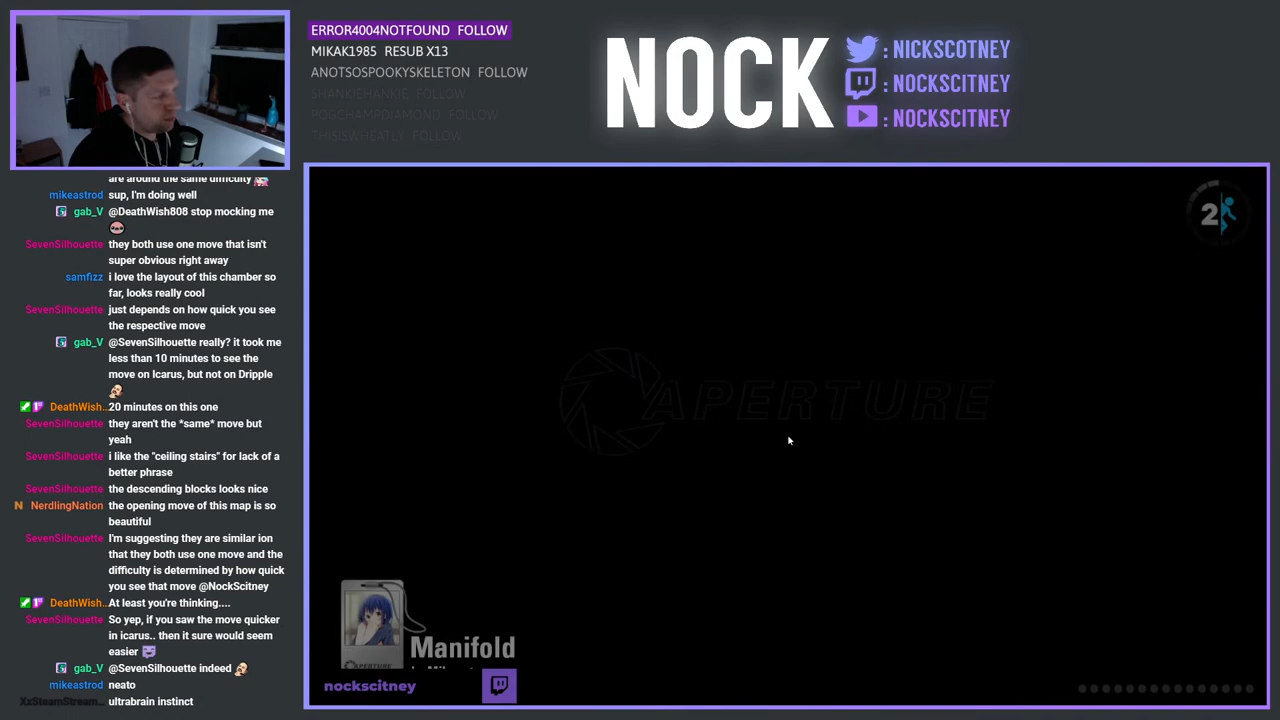 ERROR4004NOTFOUND FOLLOW
MIKAK1985 RESUB X13
ANOTSOSPOOKYSKELETON FOLLOW
SHANKIEHANKIE FOLLOW
POGCHAMPDIAMOND FOLLOW
THISISWHEATLY FOLLOW
NOCK
: NICKSCOTNEY
: NOCKSCITNEY
: NOCKSCITNEY
are around the same difficulty
mikeastrod sup, I'm doing well
gab_V @DeathWish808 stop mocking me
SevenSilhouette they both use one move that isn't
super obvious right away
samfizz i love the layout of this chamber so
far, looks really cool
SevenSilhouette just depends on how quick you see
the respective move
gab_V @SevenSilhouette really? it took me
less than 10 minutes to see the
move on Icarus, but not on Dripple
DeathWish... 20 minutes on this one
SevenSilhouette they aren't the *same* move but
yeah
SevenSilhouette i like the "ceiling stairs" for lack of a
better phrase
SevenSilhouette the descending blocks looks nice
N NerdlingNation the opening move of this map is so
beautiful
SevenSilhouette I'm suggesting they are similar ion
that they both use one move and the
difficulty is determined by how quick
you see that move @NockScitney
DeathWish... At least you're thinking....
SevenSilhouette So yep, if you saw the move quicker
in icarus.. then it sure would seem
easier
gab_V @SevenSilhouette indeed
mikeastrod neato
XxSteamStream... ultrabrain instinct
2
APERTURE
Manifold
APERTURE
nockscitney